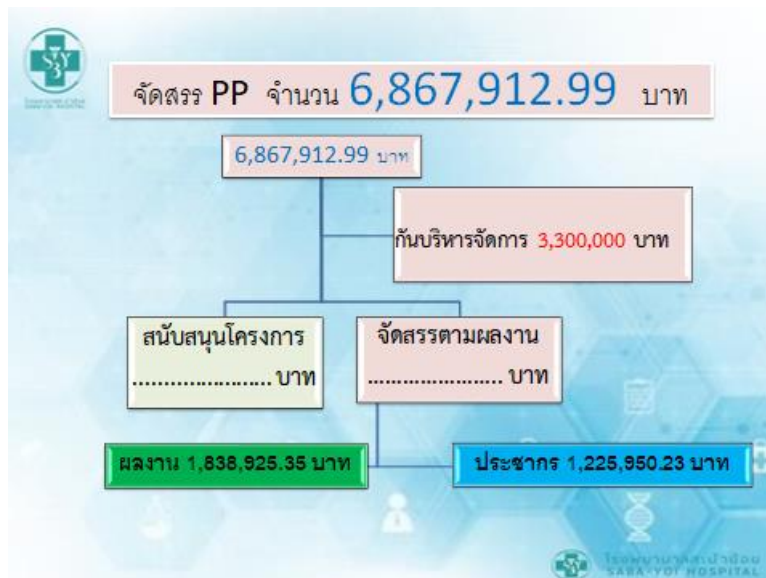 จัดสรร PP จำนวน 6,867,912.99 บาท
6,867,912.99 บาท
กันบริหารจัดการ 3,300,000 บาท
สนับสนุนโครงการ
........................ บาท
จัดสรรตามผลงาน
........................ บาท
ผลงาน 1,838,925.35 บาท
ประชากร 1,225,950.23 บาท
โรงพยาบาลสะบ้าย้อย
SABA-YOI HOSPITAL